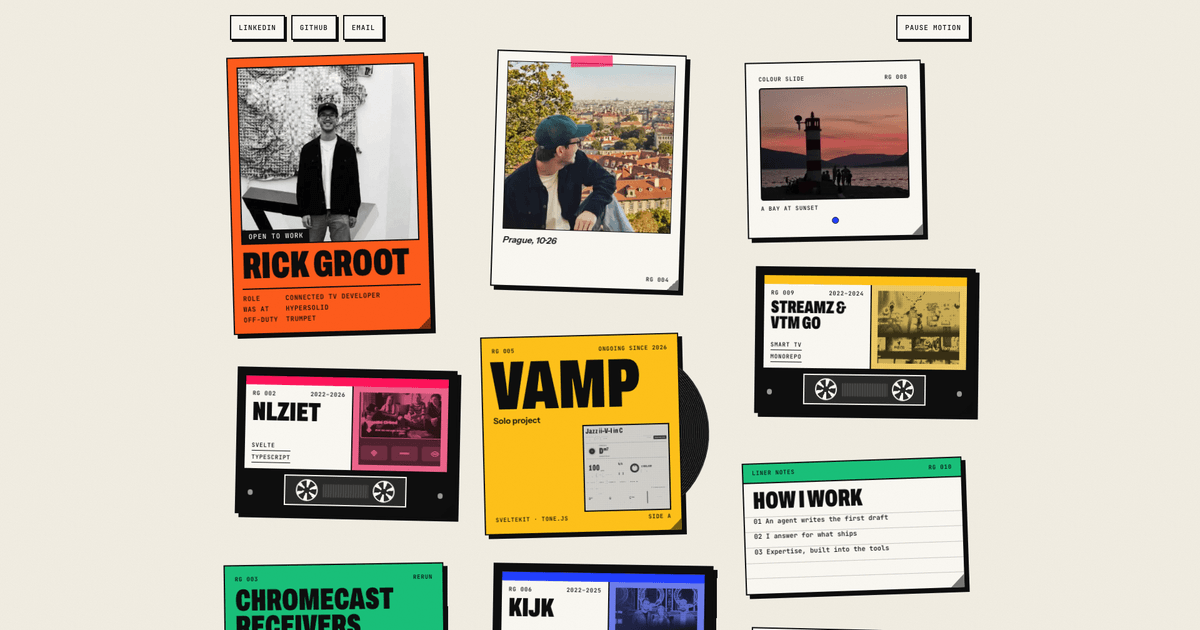 LINKEDIN
GITHUB
EMAIL
PAUSE MOTION
OPEN TO WORK
RICK GROOT
ROLE CONNECTED TV DEVELOPER
WAS AT HYPERSOLID
OFF-DUTY TRUMPET
RG 002 2022-2026
NLZIET
SVELTE
TYPESCRIPT
RG 003 RERUN
CHROMECAST
RECEIVERS
Prague, 10·26
RG 004
RG 005 ONGOING SINCE 2026
VAMP
Solo project
Jazz ii-V-I in C
100
SVELTEKIT · TONE.JS SIDE A
RG 006 2022-2025
KIJK
COLOUR SLIDE RG 008
A BAY AT SUNSET
RG 009 2022-2024
STREAMZ &
VTM GO
SMART TV
MONOREPO
LINER NOTES RG 010
HOW I WORK
01 An agent writes the first draft
02 I answer for what ships
03 Expertise, built into the tools